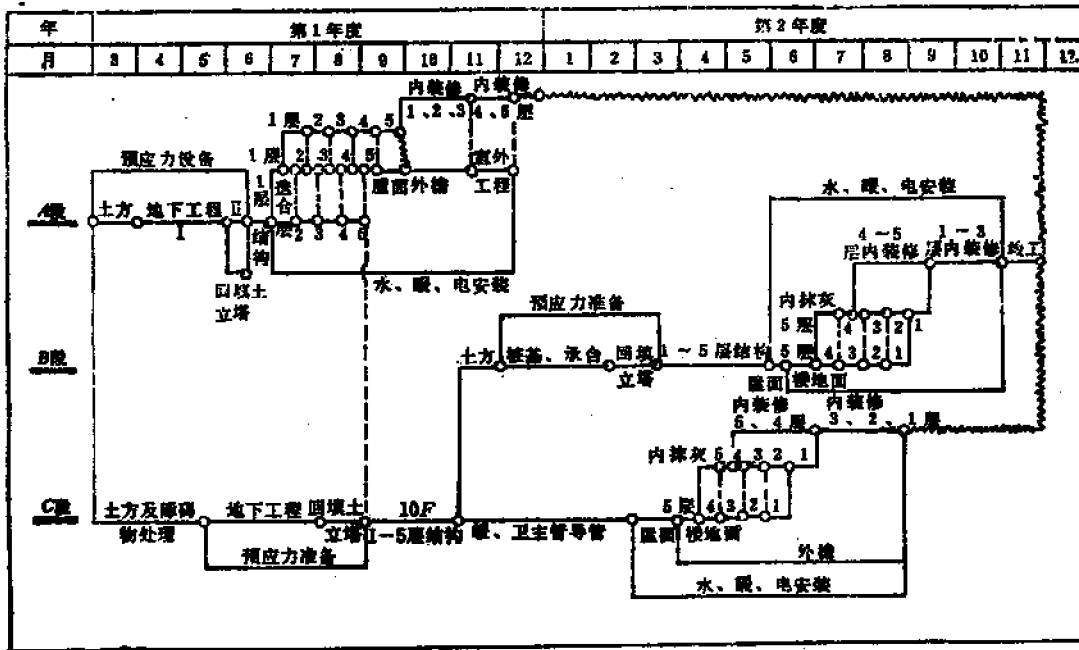 年 第1年度 第2年度
月 3 4 5 6 7 8 9 10 11 12 1 2 3 4 5 6 7 8 9 10 11 12
内装修 内装修
1、2、3 4、5层
1层 2 3 4 5
预应力设备 1层 2 3 4 5 室外
屋面外檐 工程
水、暖、电安装
A段 土方 地下工程 Ⅱ 1层 迭合层 2 3 4 5
Ⅰ 结构
4~5 1~3
层内装修 层内装修 竣工
回填土 水、暖、电安装
立塔
预应力准备 内抹灰
5层 4 3 2 1
土方 桩基、承台 回填 1~5层结构 5层 4 3 2 1
B段 立塔 屋面 楼地面
内装修 内装修
5、4层 3、2、1层
内抹灰 5 4 3 2 1
C段 土方及障碍 地下工程 回填土 10F 5层 4 3 2 1
物处理 立塔 1-5层结构 暖、卫主管导管 屋面 楼地面
预应力准备 外檐
水、暖、电安装